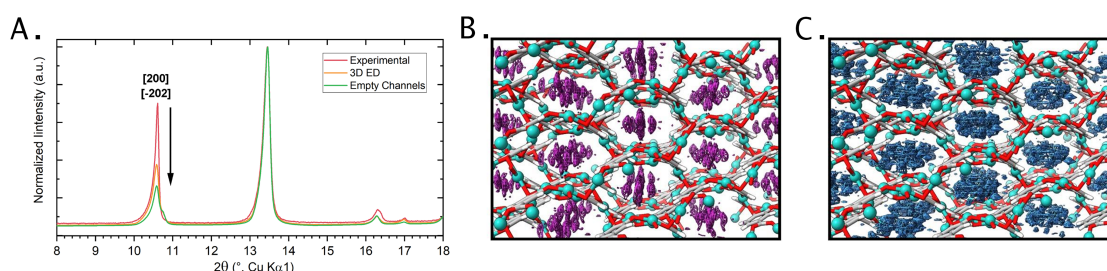 A.
B.
C.
Normalized lintensity (a.u.)
[200]
[-202]
Experimental
3D ED
Empty Channels
8 9 10 11 12 13 14 15 16 17 18
2θ (°, Cu Kα1)